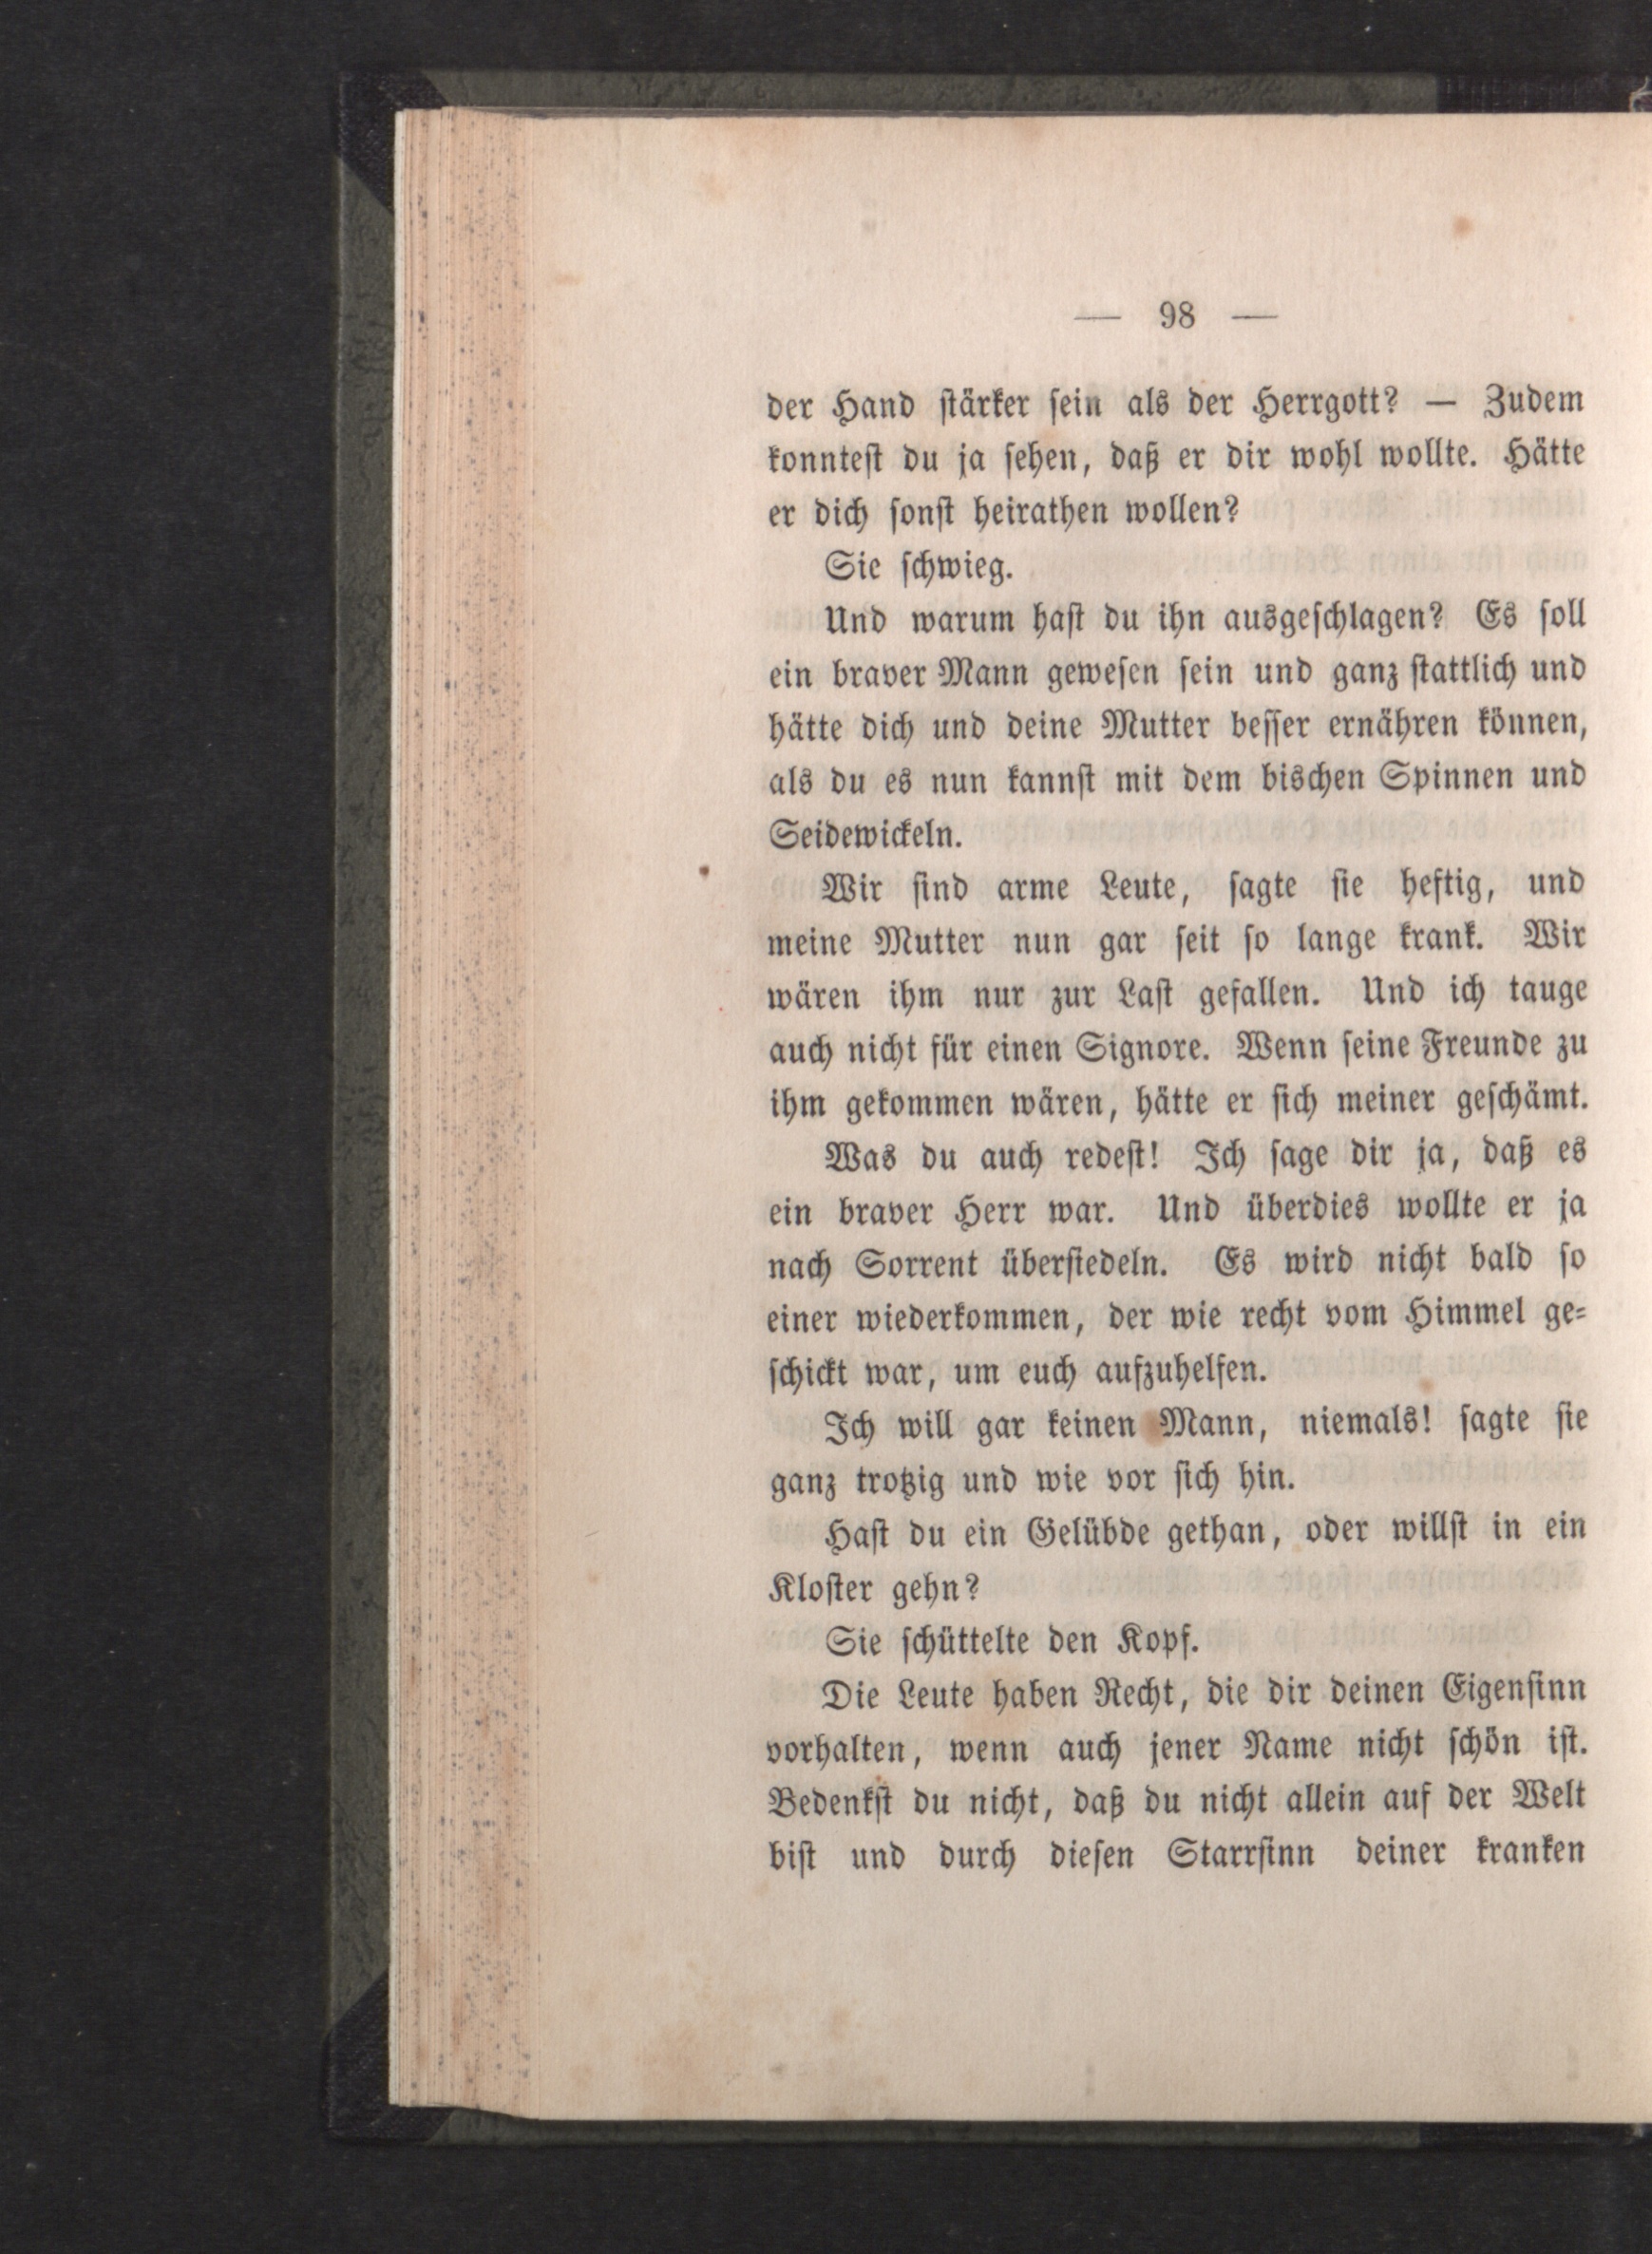 — 98 —
der Hand ſtärker ſein als der Herrgott? — Zudem
konnteſt du ja ſehen, daß er dir wohl wollte. Hätte
er dich ſonſt heirathen wollen?
Sie ſchwieg.
Und warum haſt du ihn ausgeſchlagen? Es ſoll
ein braver Mann geweſen ſein und ganz ſtattlich und
hätte dich und deine Mutter beſſer ernähren können,
als du es nun kannſt mit dem bischen Spinnen und
Seidewickeln.
Wir ſind arme Leute, ſagte ſie heftig, und
meine Mutter nun gar ſeit ſo lange krank. Wir
wären ihm nur zur Laſt gefallen. Und ich tauge
auch nicht für einen Signore. Wenn ſeine Freunde zu
ihm gekommen wären, hätte er ſich meiner geſchämt.
Was du auch redeſt! Ich ſage dir ja, daß es
ein braver Herr war. Und überdies wollte er ja
nach Sorrent überſiedeln. Es wird nicht bald ſo
einer wiederkommen, der wie recht vom Himmel ge⸗
ſchickt war, um euch aufzuhelfen.
Ich will gar keinen Mann, niemals! ſagte ſie
ganz trotzig und wie vor ſich hin.
Haſt du ein Gelübde gethan, oder willſt in ein
Kloſter gehn?
Sie ſchüttelte den Kopf.
Die Leute haben Recht, die dir deinen Eigenſinn
vorhalten, wenn auch jener Name nicht ſchön iſt.
Bedenkſt du nicht, daß du nicht allein auf der Welt
biſt und durch dieſen Starrſinn deiner kranken